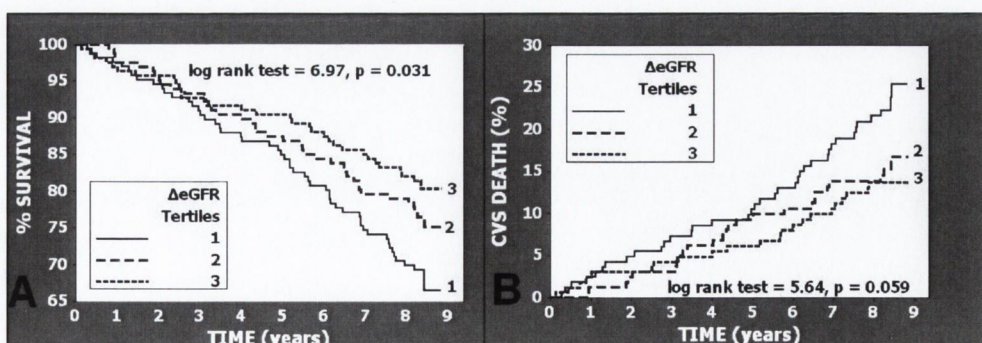 100
95
90
85
80
75
70
65
% SURVIVAL
log rank test = 6.97, p = 0.031
ΔeGFR
Tertiles
1
2
3
3
2
1
A
0 1 2 3 4 5 6 7 8 9
TIME (years)
30
25
20
15
10
5
0
CVS DEATH (%)
ΔeGFR
Tertiles
1
2
3
1
2
3
B
log rank test = 5.64, p = 0.059
0 1 2 3 4 5 6 7 8 9
TIME (years)